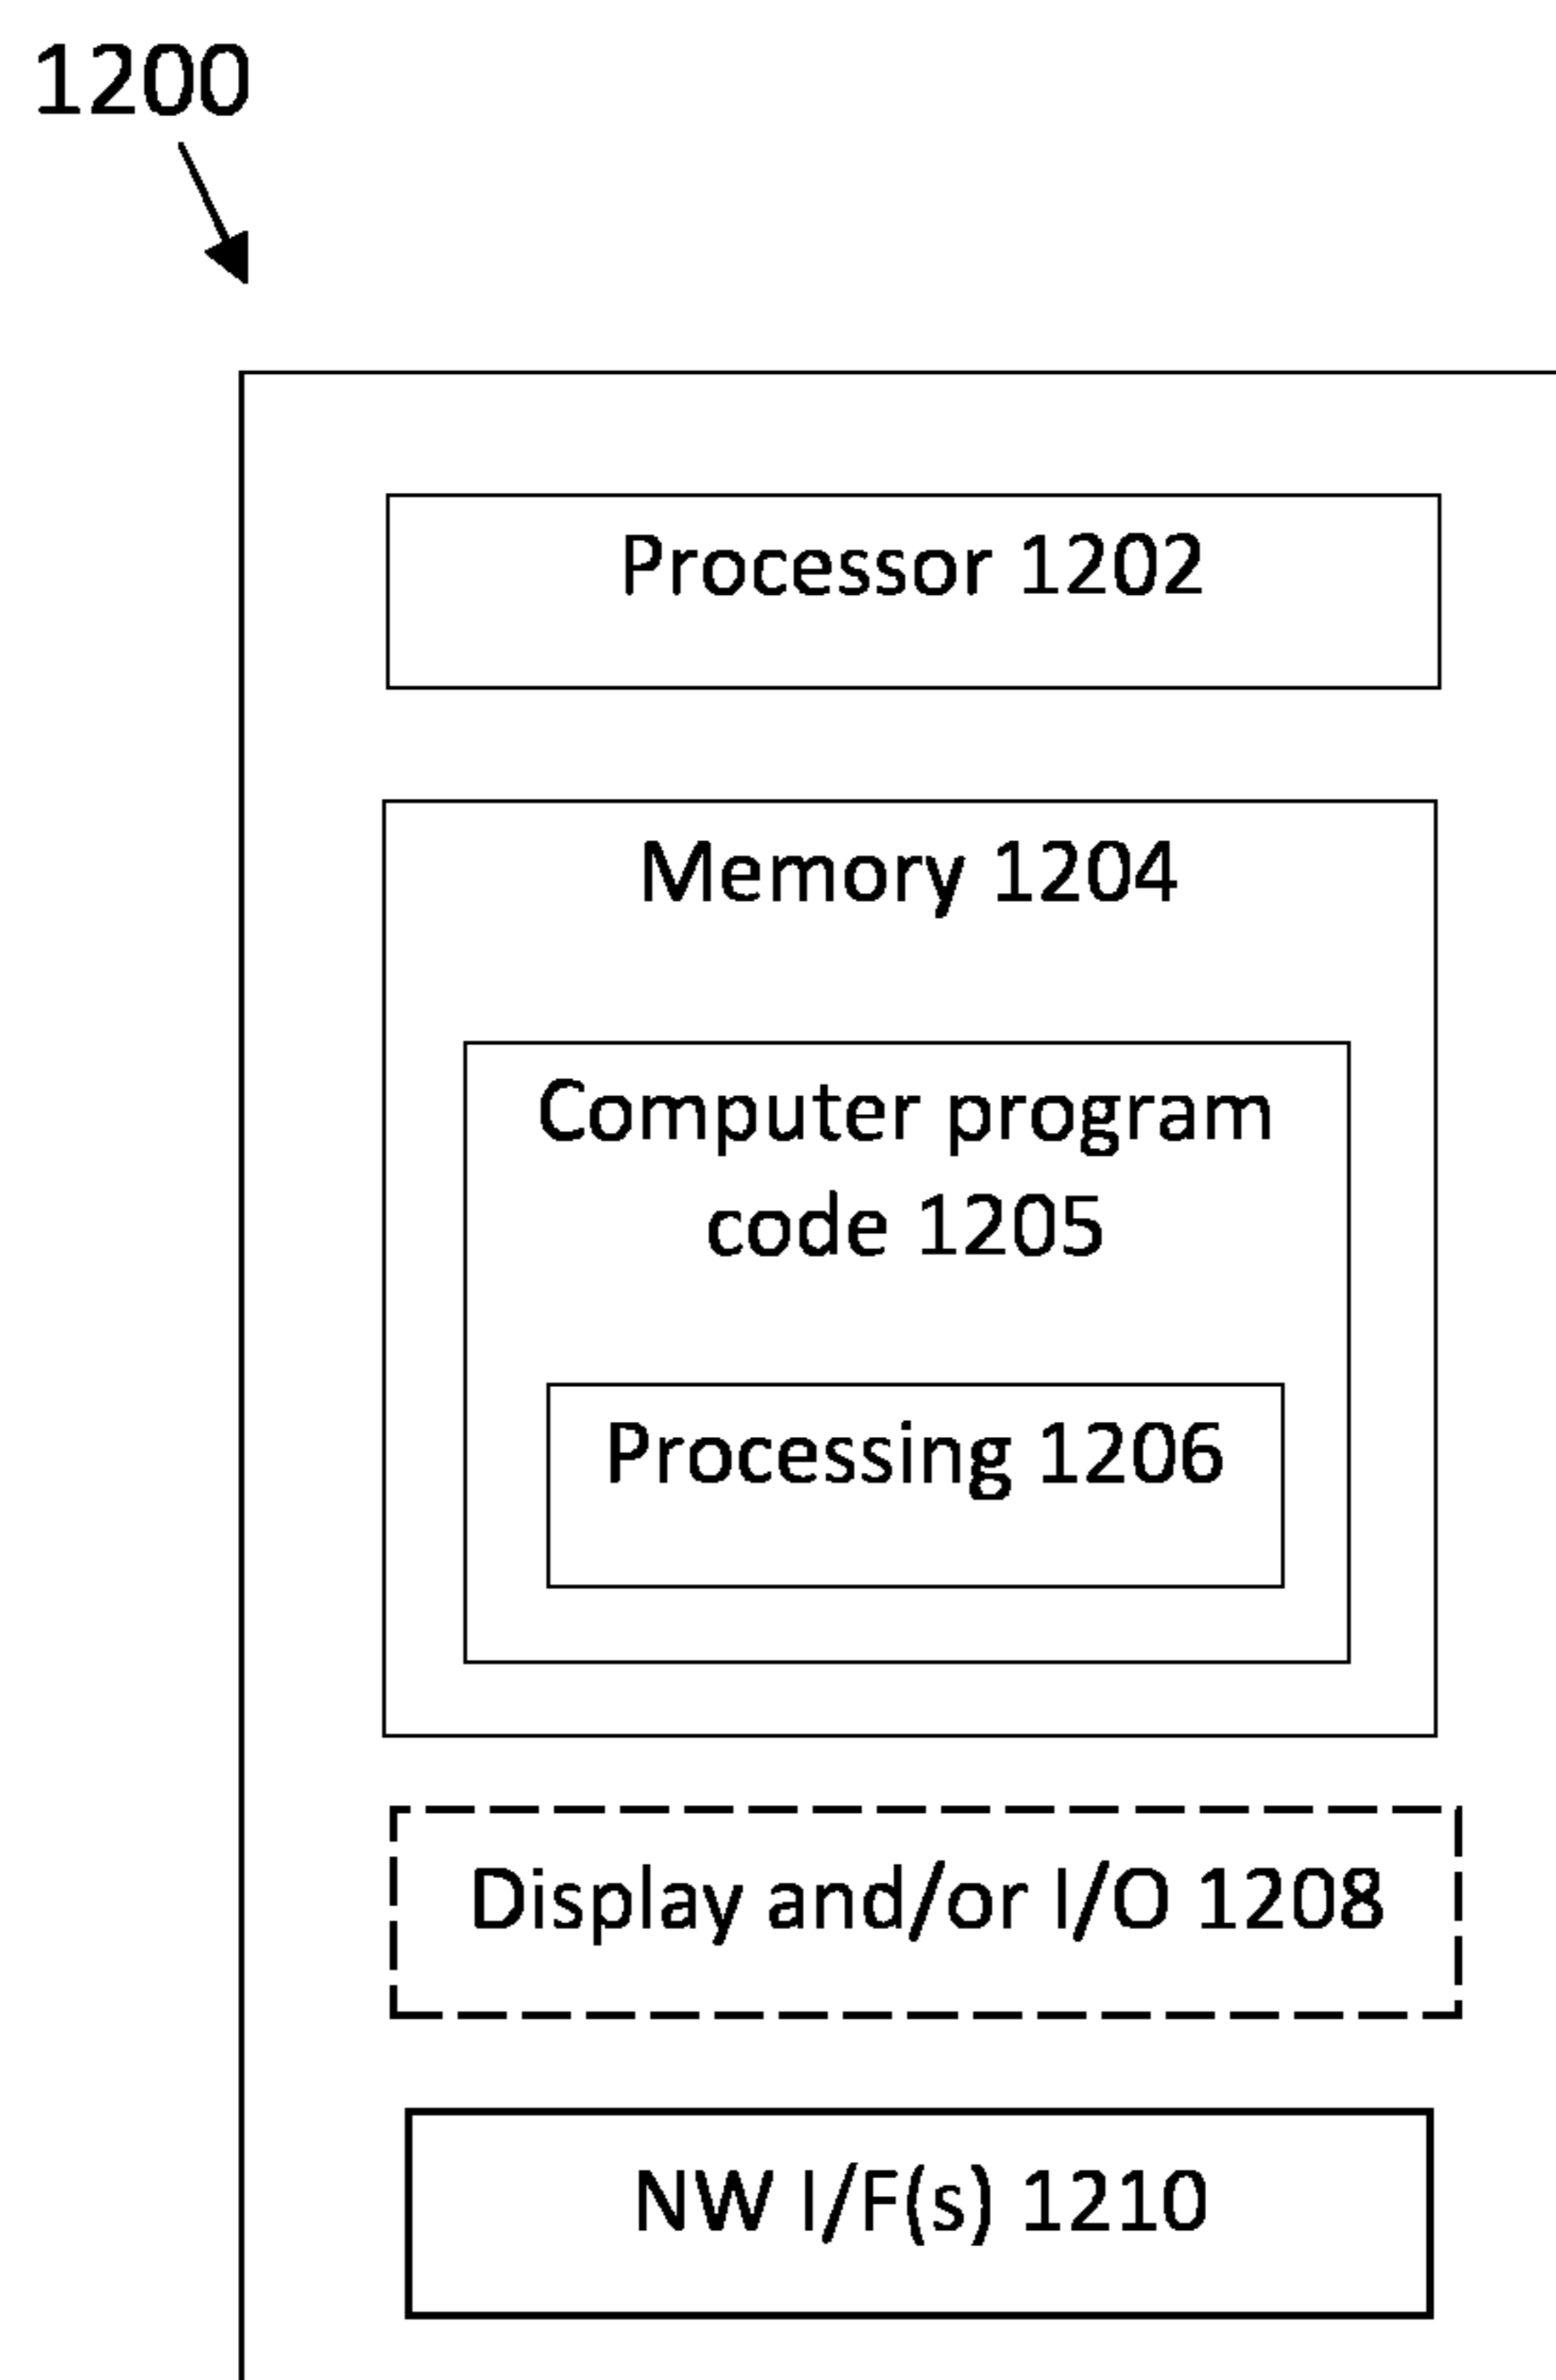 1200
Processor 1202
Memory 1204
Computer program
code 1205
Processing 1206
Display and/or I/O 1208
NW I/F(s) 1210